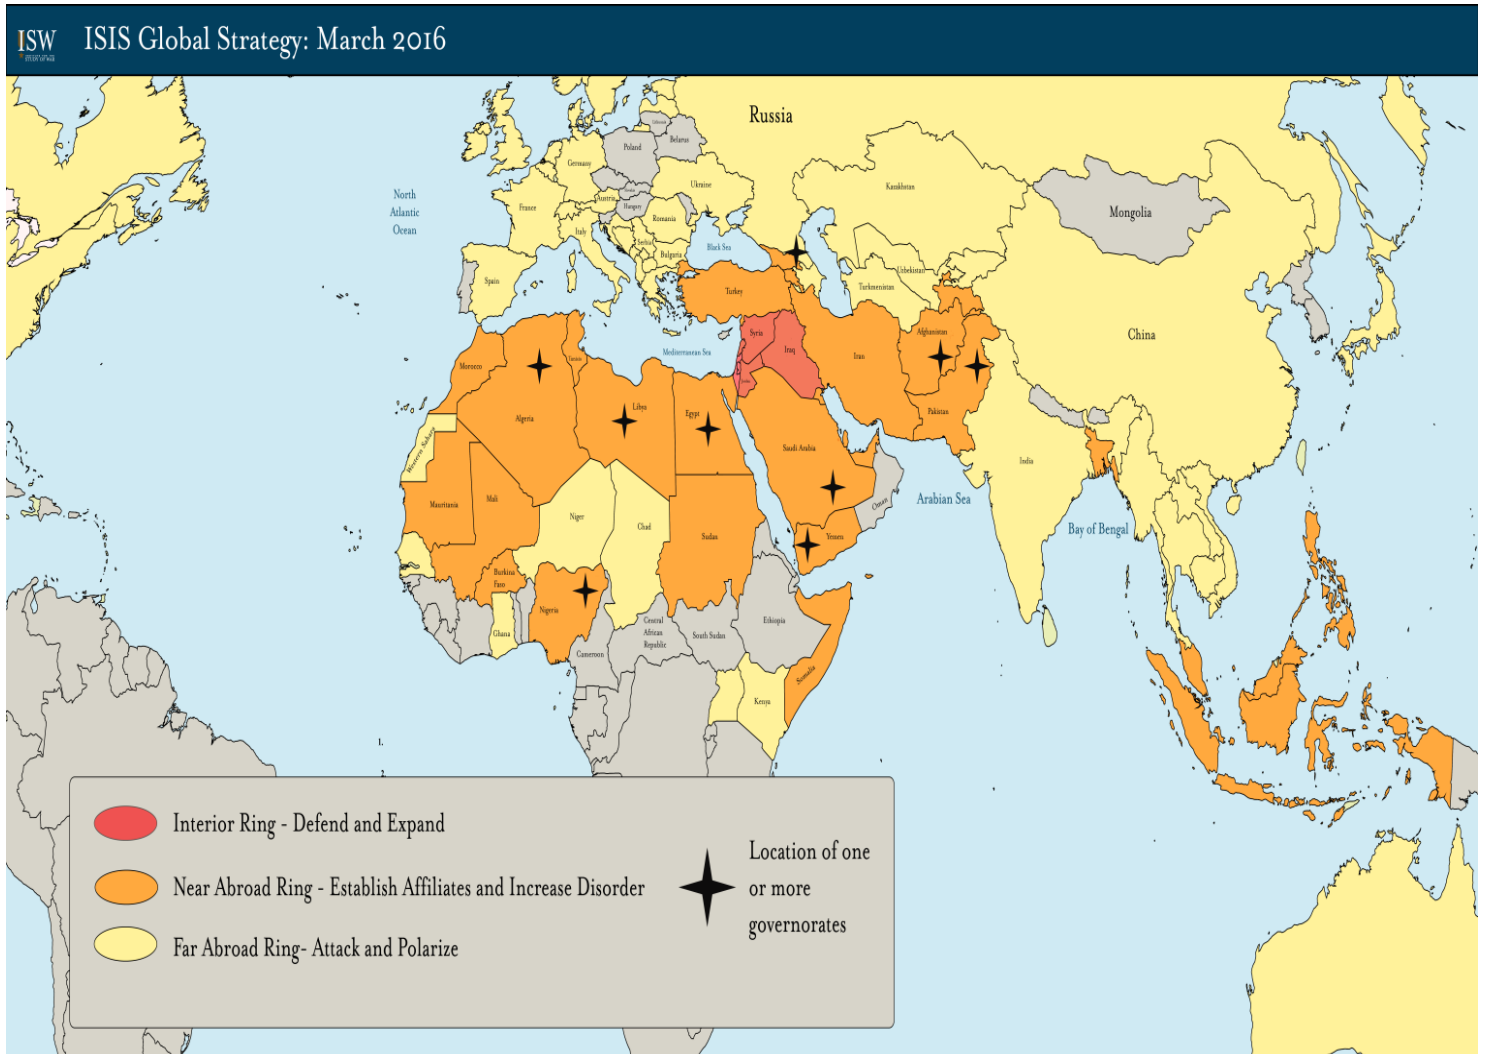 ISW
ISIS Global Strategy: March 2016
Russia
Belarus
Poland
Germany
Ukraine
Kazakhstan
North
Atlantic
Ocean
France
Austria
Hungary
Romania
Mongolia
Italy
Serbia
Bulgaria
Black Sea
Uzbekistan
Turkmenistan
Spain
Turkey
China
Syria
Iraq
Afghanistan
Mediterranean Sea
Iran
Morocco
Tunisia
Algeria
Libya
Egypt
Pakistan
Western Sahara
Saudi Arabia
India
Mauritania
Mali
Niger
Chad
Sudan
Oman
Arabian Sea
Yemen
Bay of Bengal
Burkina
Faso
Nigeria
Ghana
Cameroon
Central
African
Republic
South Sudan
Ethiopia
Somalia
Kenya
1.
2.
Interior Ring - Defend and Expand
Near Abroad Ring - Establish Affiliates and Increase Disorder
Far Abroad Ring- Attack and Polarize
Location of one
or more
governorates